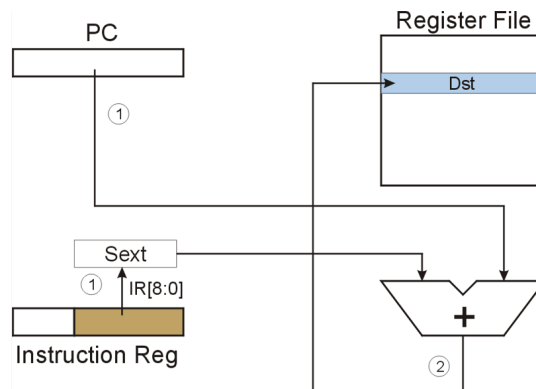 PC
Register File
Dst
①
Sext
①
IR[8:0]
+
Instruction Reg
②